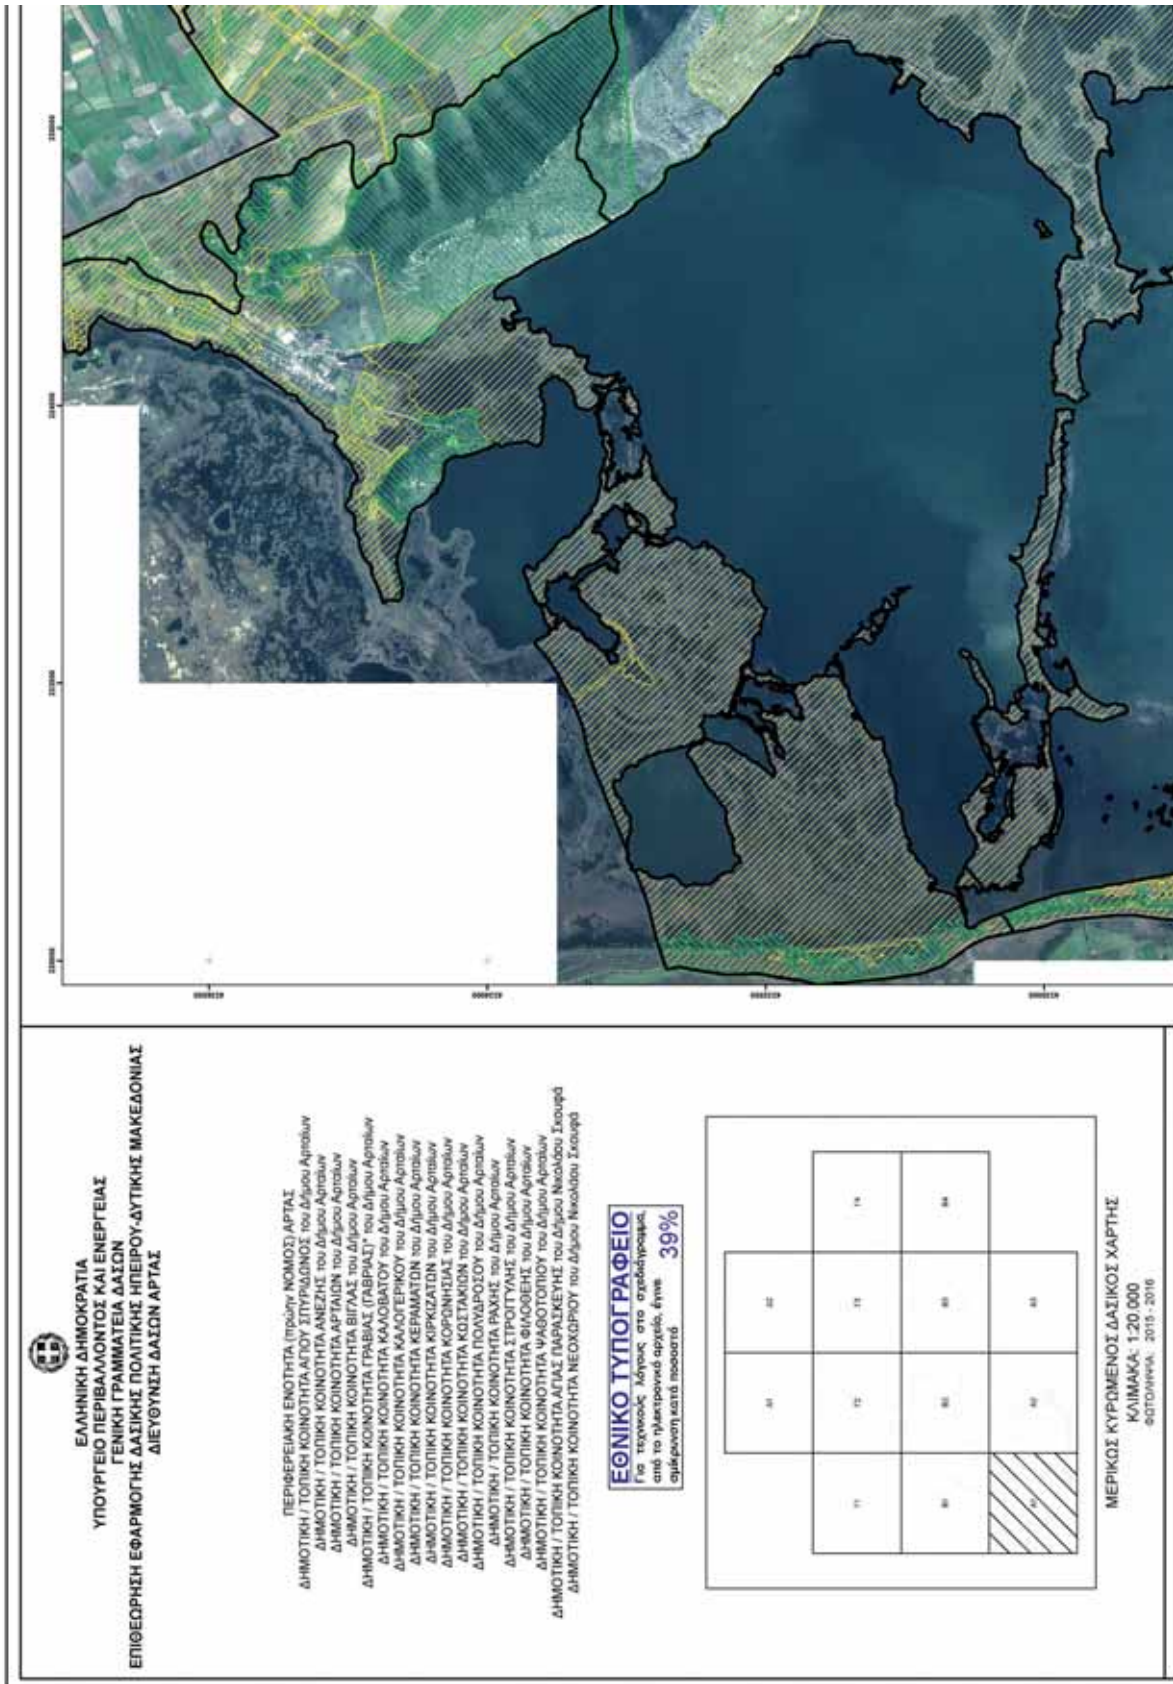 ΕΛΛΗΝΙΚΗ ΔΗΜΟΚΡΑΤΙΑ
ΥΠΟΥΡΓΕΙΟ ΠΕΡΙΒΑΛΛΟΝΤΟΣ ΚΑΙ ΕΝΕΡΓΕΙΑΣ
ΓΕΝΙΚΗ ΓΡΑΜΜΑΤΕΙΑ ΔΑΣΩΝ
ΕΠΙΘΕΩΡΗΣΗ ΕΦΑΡΜΟΓΗΣ ΔΑΣΙΚΗΣ ΠΟΛΙΤΙΚΗΣ ΗΠΕΙΡΟΥ-ΔΥΤΙΚΗΣ ΜΑΚΕΔΟΝΙΑΣ
ΔΙΕΥΘΥΝΣΗ ΔΑΣΩΝ ΑΡΤΑΣ
ΠΕΡΙΦΕΡΕΙΑΚΗ ΕΝΟΤΗΤΑ (πρώην ΝΟΜΟΣ) ΑΡΤΑΣ
ΔΗΜΟΤΙΚΗ / ΤΟΠΙΚΗ ΚΟΙΝΟΤΗΤΑ ΑΓΙΟΥ ΣΠΥΡΙΔΩΝΟΣ του Δήμου Αρταίων
ΔΗΜΟΤΙΚΗ / ΤΟΠΙΚΗ ΚΟΙΝΟΤΗΤΑ ΑΝΕΖΗΣ του Δήμου Αρταίων
ΔΗΜΟΤΙΚΗ / ΤΟΠΙΚΗ ΚΟΙΝΟΤΗΤΑ ΑΡΤΑΙΩΝ του Δήμου Αρταίων
ΔΗΜΟΤΙΚΗ / ΤΟΠΙΚΗ ΚΟΙΝΟΤΗΤΑ ΒΙΓΛΑΣ του Δήμου Αρταίων
ΔΗΜΟΤΙΚΗ / ΤΟΠΙΚΗ ΚΟΙΝΟΤΗΤΑ ΓΡΑΒΙΑΣ (ΓΑΒΡΙΑΣ)* του Δήμου Αρταίων
ΔΗΜΟΤΙΚΗ / ΤΟΠΙΚΗ ΚΟΙΝΟΤΗΤΑ ΚΑΛΟΒΑΤΟΥ του Δήμου Αρταίων
ΔΗΜΟΤΙΚΗ / ΤΟΠΙΚΗ ΚΟΙΝΟΤΗΤΑ ΚΑΛΟΓΕΡΙΚΟΥ του Δήμου Αρταίων
ΔΗΜΟΤΙΚΗ / ΤΟΠΙΚΗ ΚΟΙΝΟΤΗΤΑ ΚΕΡΑΜΑΤΩΝ του Δήμου Αρταίων
ΔΗΜΟΤΙΚΗ / ΤΟΠΙΚΗ ΚΟΙΝΟΤΗΤΑ ΚΙΡΚΙΖΑΤΩΝ του Δήμου Αρταίων
ΔΗΜΟΤΙΚΗ / ΤΟΠΙΚΗ ΚΟΙΝΟΤΗΤΑ ΚΟΡΩΝΗΣΙΑΣ του Δήμου Αρταίων
ΔΗΜΟΤΙΚΗ / ΤΟΠΙΚΗ ΚΟΙΝΟΤΗΤΑ ΚΩΣΤΑΚΙΩΝ του Δήμου Αρταίων
ΔΗΜΟΤΙΚΗ / ΤΟΠΙΚΗ ΚΟΙΝΟΤΗΤΑ ΠΟΛΥΔΡΟΣΟΥ του Δήμου Αρταίων
ΔΗΜΟΤΙΚΗ / ΤΟΠΙΚΗ ΚΟΙΝΟΤΗΤΑ ΡΑΧΗΣ του Δήμου Αρταίων
ΔΗΜΟΤΙΚΗ / ΤΟΠΙΚΗ ΚΟΙΝΟΤΗΤΑ ΣΤΡΟΓΓΥΛΗΣ του Δήμου Αρταίων
ΔΗΜΟΤΙΚΗ / ΤΟΠΙΚΗ ΚΟΙΝΟΤΗΤΑ ΦΙΛΟΘΕΗΣ του Δήμου Αρταίων
ΔΗΜΟΤΙΚΗ / ΤΟΠΙΚΗ ΚΟΙΝΟΤΗΤΑ ΨΑΘΟΤΟΠΙΟΥ του Δήμου Αρταίων
ΔΗΜΟΤΙΚΗ / ΤΟΠΙΚΗ ΚΟΙΝΟΤΗΤΑ ΑΓΙΑΣ ΠΑΡΑΣΚΕΥΗΣ του Δήμου Νικολάου Σκουφά
ΔΗΜΟΤΙΚΗ / ΤΟΠΙΚΗ ΚΟΙΝΟΤΗΤΑ ΝΕΟΧΩΡΙΟΥ του Δήμου Νικολάου Σκουφά
ΕΘΝΙΚΟ ΤΥΠΟΓΡΑΦΕΙΟ
Για τεχνικούς λόγους στο σχεδιάγραμμα,
από το ηλεκτρονικό αρχείο, έγινε
σμίκρυνση κατά ποσοστό 39%
ΜΕΡΙΚΩΣ ΚΥΡΩΜΕΝΟΣ ΔΑΣΙΚΟΣ ΧΑΡΤΗΣ
ΚΛΙΜΑΚΑ: 1:20.000
ΦΩΤΟΛΗΨΙΑ: 2015 - 2016